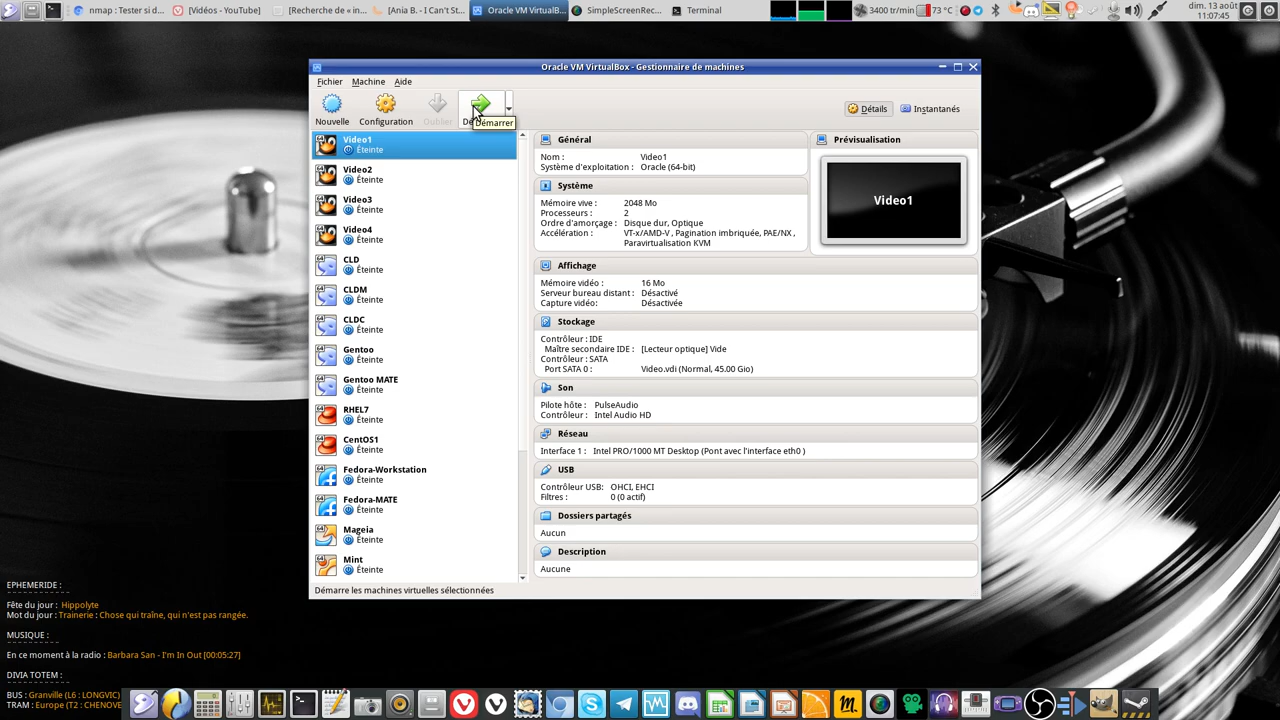 nmap : Tester si d...
[Vidéos - YouTube]
[Recherche de « in...
[Ania B. - I Can't St...
Oracle VM VirtualB...
SimpleScreenRec...
Terminal
3400 tr/min
73 °C
dim. 13 août
11:07:45
Oracle VM VirtualBox - Gestionnaire de machines
Fichier Machine Aide
Nouvelle Configuration Oublier
Démarrer
Détails Instantanés
Video1
Éteinte
Video2
Éteinte
Video3
Éteinte
Video4
Éteinte
CLD
Éteinte
CLDM
Éteinte
CLDC
Éteinte
Gentoo
Éteinte
Gentoo MATE
Éteinte
RHEL7
Éteinte
CentOS1
Éteinte
Fedora-Workstation
Éteinte
Fedora-MATE
Éteinte
Mageia
Éteinte
Mint
Éteinte
Général
Nom : Video1
Système d'exploitation : Oracle (64-bit)
Système
Mémoire vive : 2048 Mo
Processeurs : 2
Ordre d'amorçage : Disque dur, Optique
Accélération : VT-x/AMD-V , Pagination imbriquée, PAE/NX ,
Paravirtualisation KVM
Prévisualisation
Video1
Affichage
Mémoire vidéo : 16 Mo
Serveur bureau distant : Désactivé
Capture vidéo: Désactivée
Stockage
Contrôleur : IDE
Maître secondaire IDE : [Lecteur optique] Vide
Contrôleur : SATA
Port SATA 0 : Video.vdi (Normal, 45.00 Gio)
Son
Pilote hôte : PulseAudio
Contrôleur : Intel Audio HD
Réseau
Interface 1 : Intel PRO/1000 MT Desktop (Pont avec l'interface eth0 )
USB
Contrôleur USB: OHCI, EHCI
Filtres : 0 (0 actif)
Dossiers partagés
Aucun
Description
Aucune
Démarre les machines virtuelles sélectionnées
EPHEMERIDE :
Fête du jour : Hippolyte
Mot du jour : Trainerie : Chose qui traîne, qui n'est pas rangée.
MUSIQUE :
En ce moment à la radio : Barbara San - I'm In Out [00:05:27]
DIVIA TOTEM :
BUS : Granville (L6 : LONGVIC)
TRAM : Europe (T2 : CHENOVE